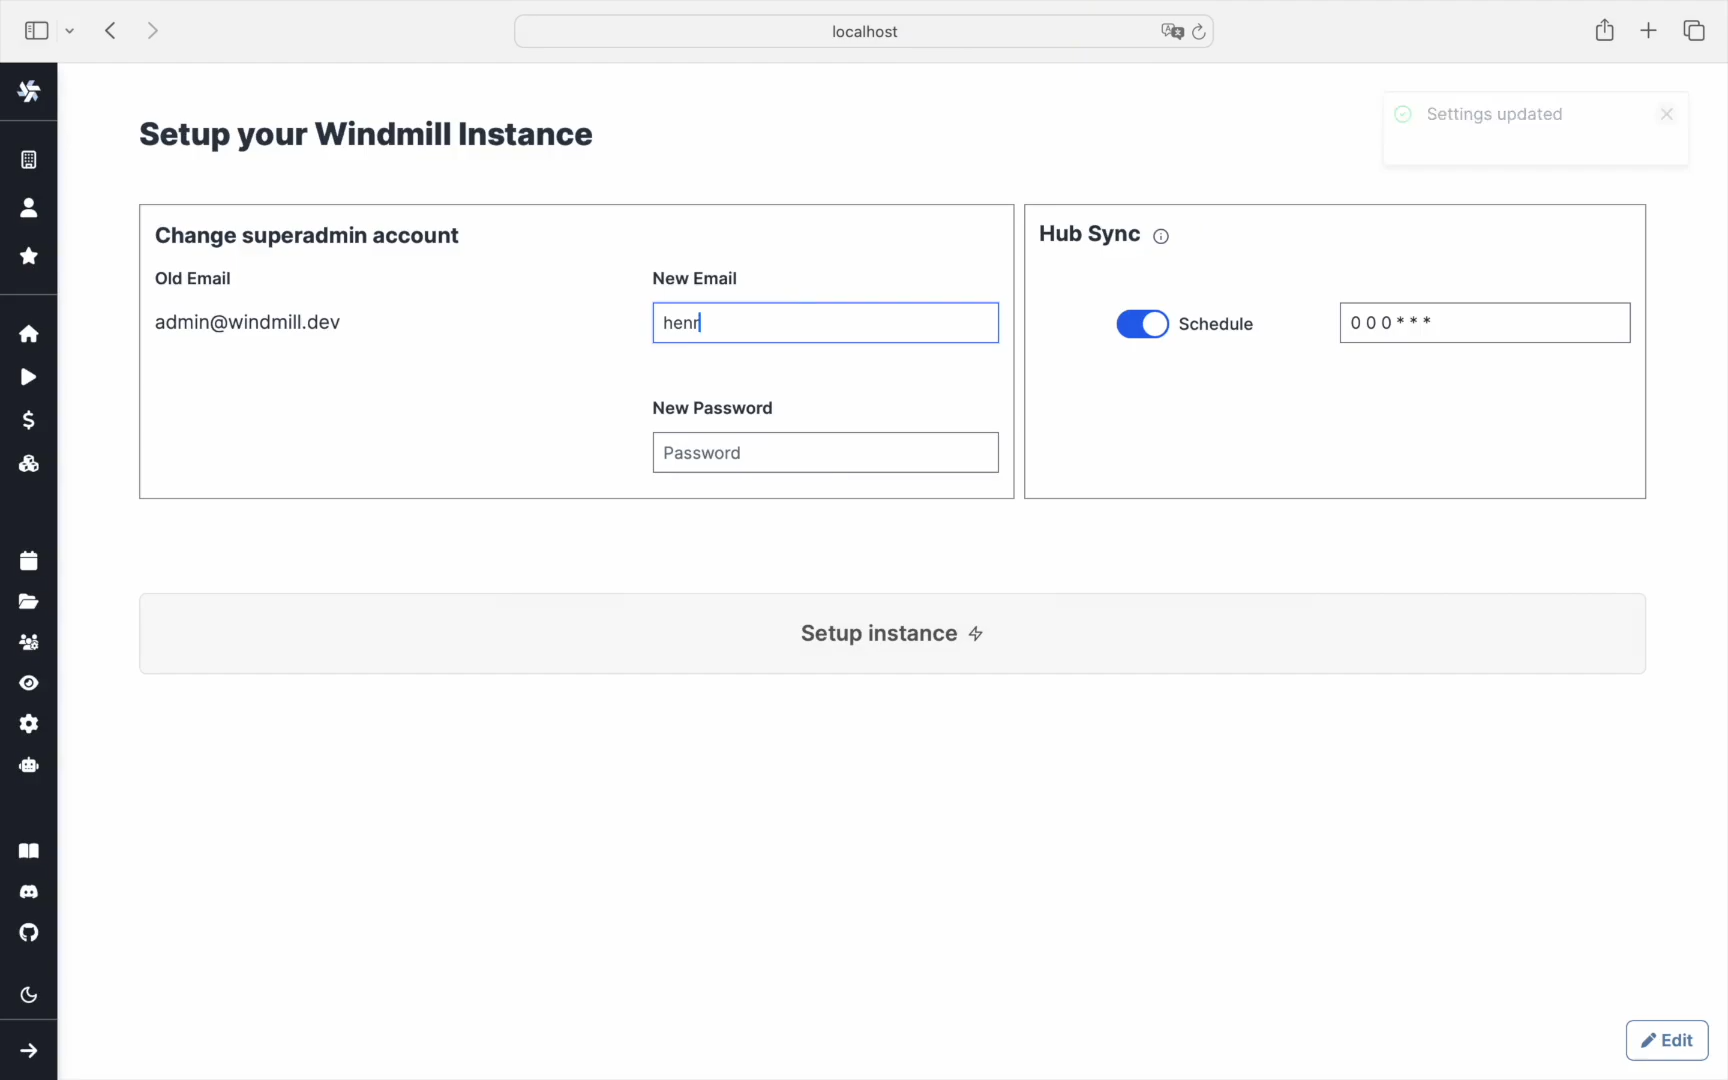 localhost
Setup your Windmill Instance
Settings updated
Change superadmin account
Old Email
admin@windmill.dev
New Email
henr
New Password
Password
Hub Sync
Schedule
0 0 0 * * *
Setup instance
Edit